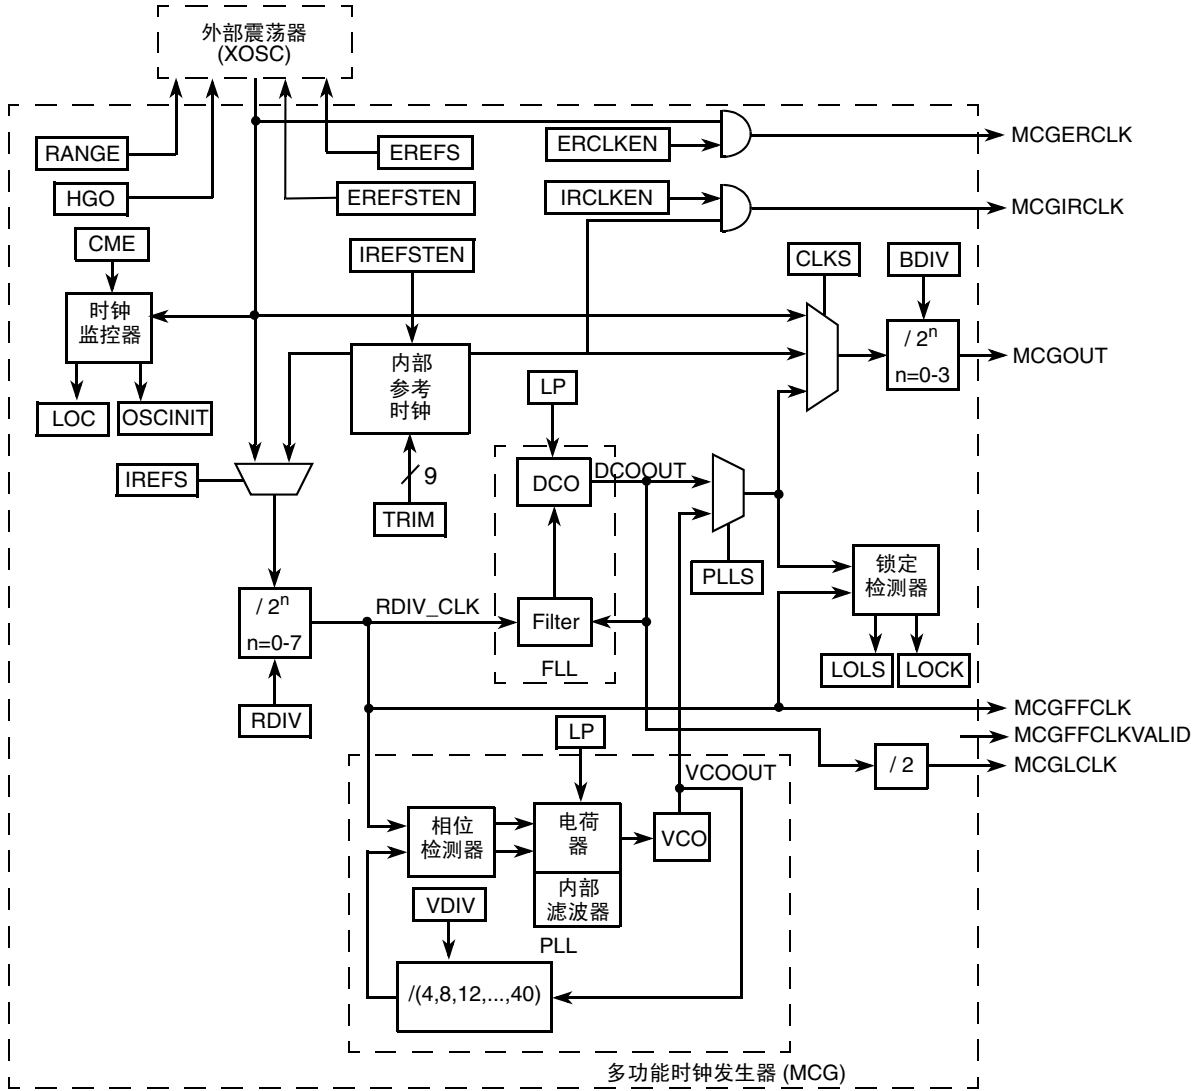 外部震荡器
(XOSC)
RANGE
EREFS
ERCLKEN
MCGERCLK
HGO
EREFSTEN
IRCLKEN
MCGIRCLK
CME
IREFSTEN
CLKS
BDIV
时钟
监控器
内部
参考
时钟
/ 2n
n=0-3
MCGOUT
LOC
OSCINIT
LP
IREFS
9
TRIM
DCO
DCOOUT
PLLS
锁定
检测器
/ 2n
n=0-7
RDIV_CLK
Filter
FLL
LOLS
LOCK
RDIV
MCGFFCLK
MCGFFCLKVALID
LP
/ 2
MCGLCLK
VCOOUT
相位
检测器
电荷
器
VCO
内部
滤波器
VDIV
PLL
/(4,8,12,...,40)
多功能时钟发生器 (MCG)